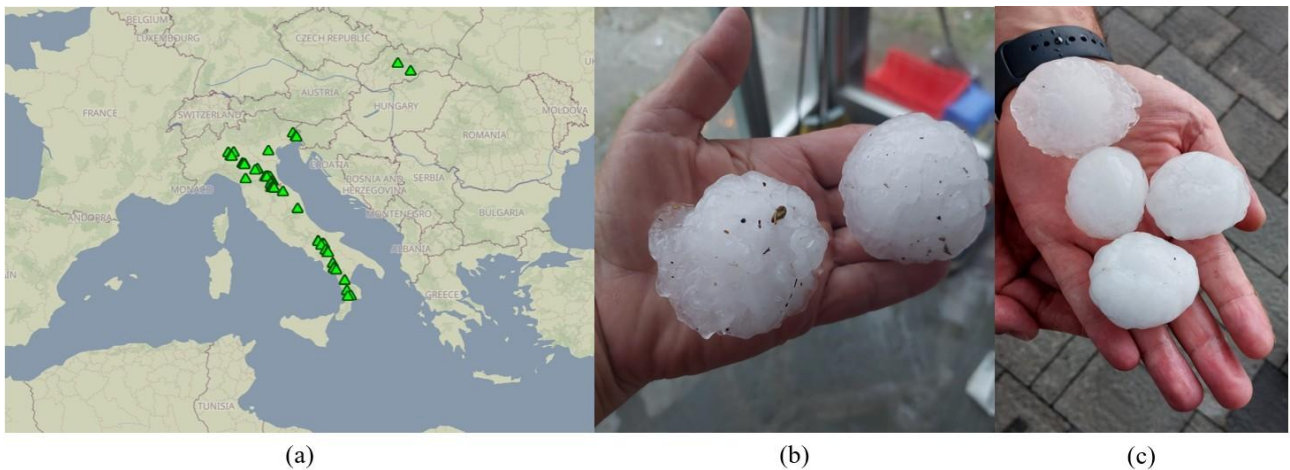 BELGIUM
LUXEMBOURG
CZECH REPUBLIC
FRANCE
SWITZERLAND
AUSTRIA
HUNGARY
MOLDOVA
ROMANIA
CROATIA
BOSNIA AND
HERZEGOVINA
SERBIA
MONACO
ANDORRA
MONTENEGRO
BULGARIA
ALBANIA
GREECE
TUNISIA
(a)
(b)
(c)